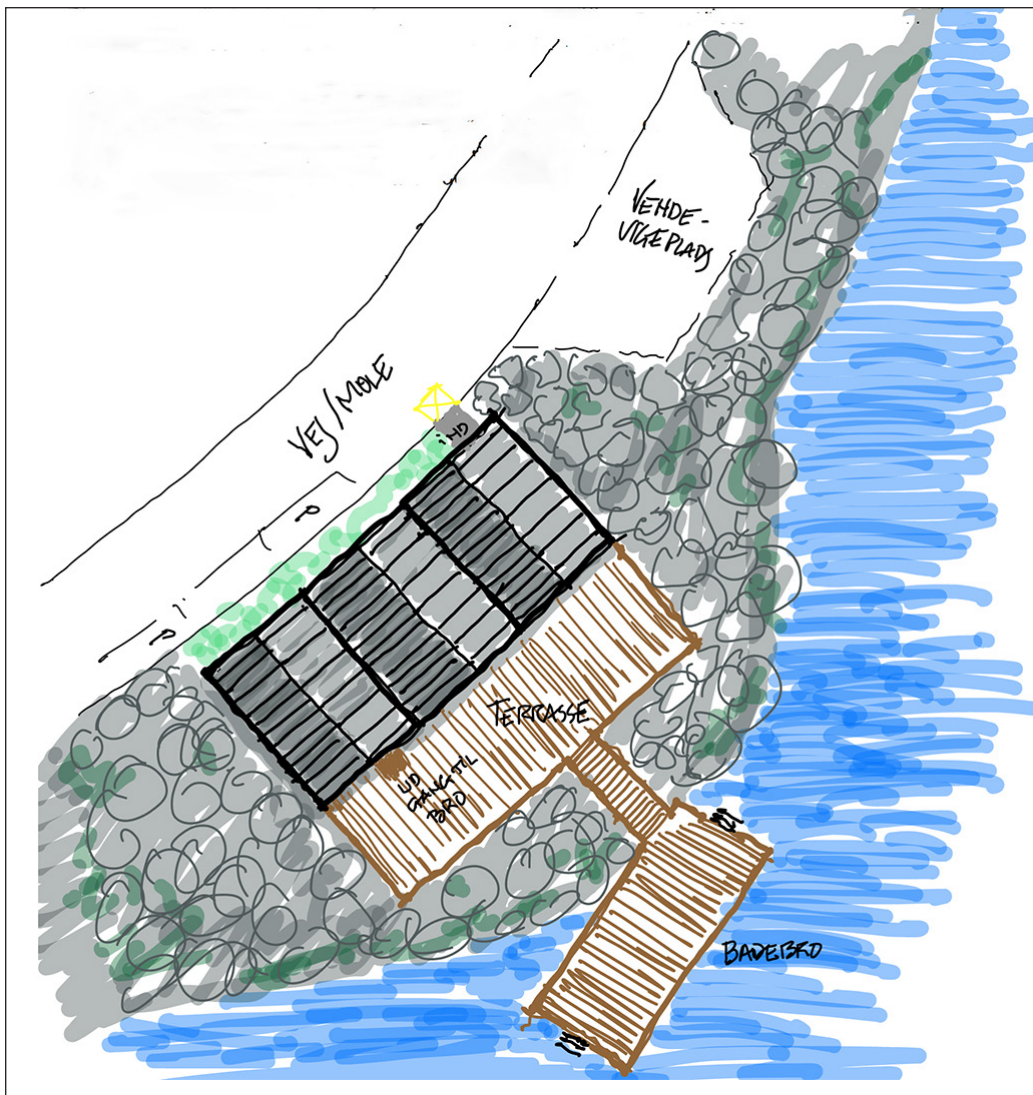 VENDE-
VIGEPLADS
VEJ/MOLE
TERRASSE
UD
GANG TIL
BRO
BADEBRO